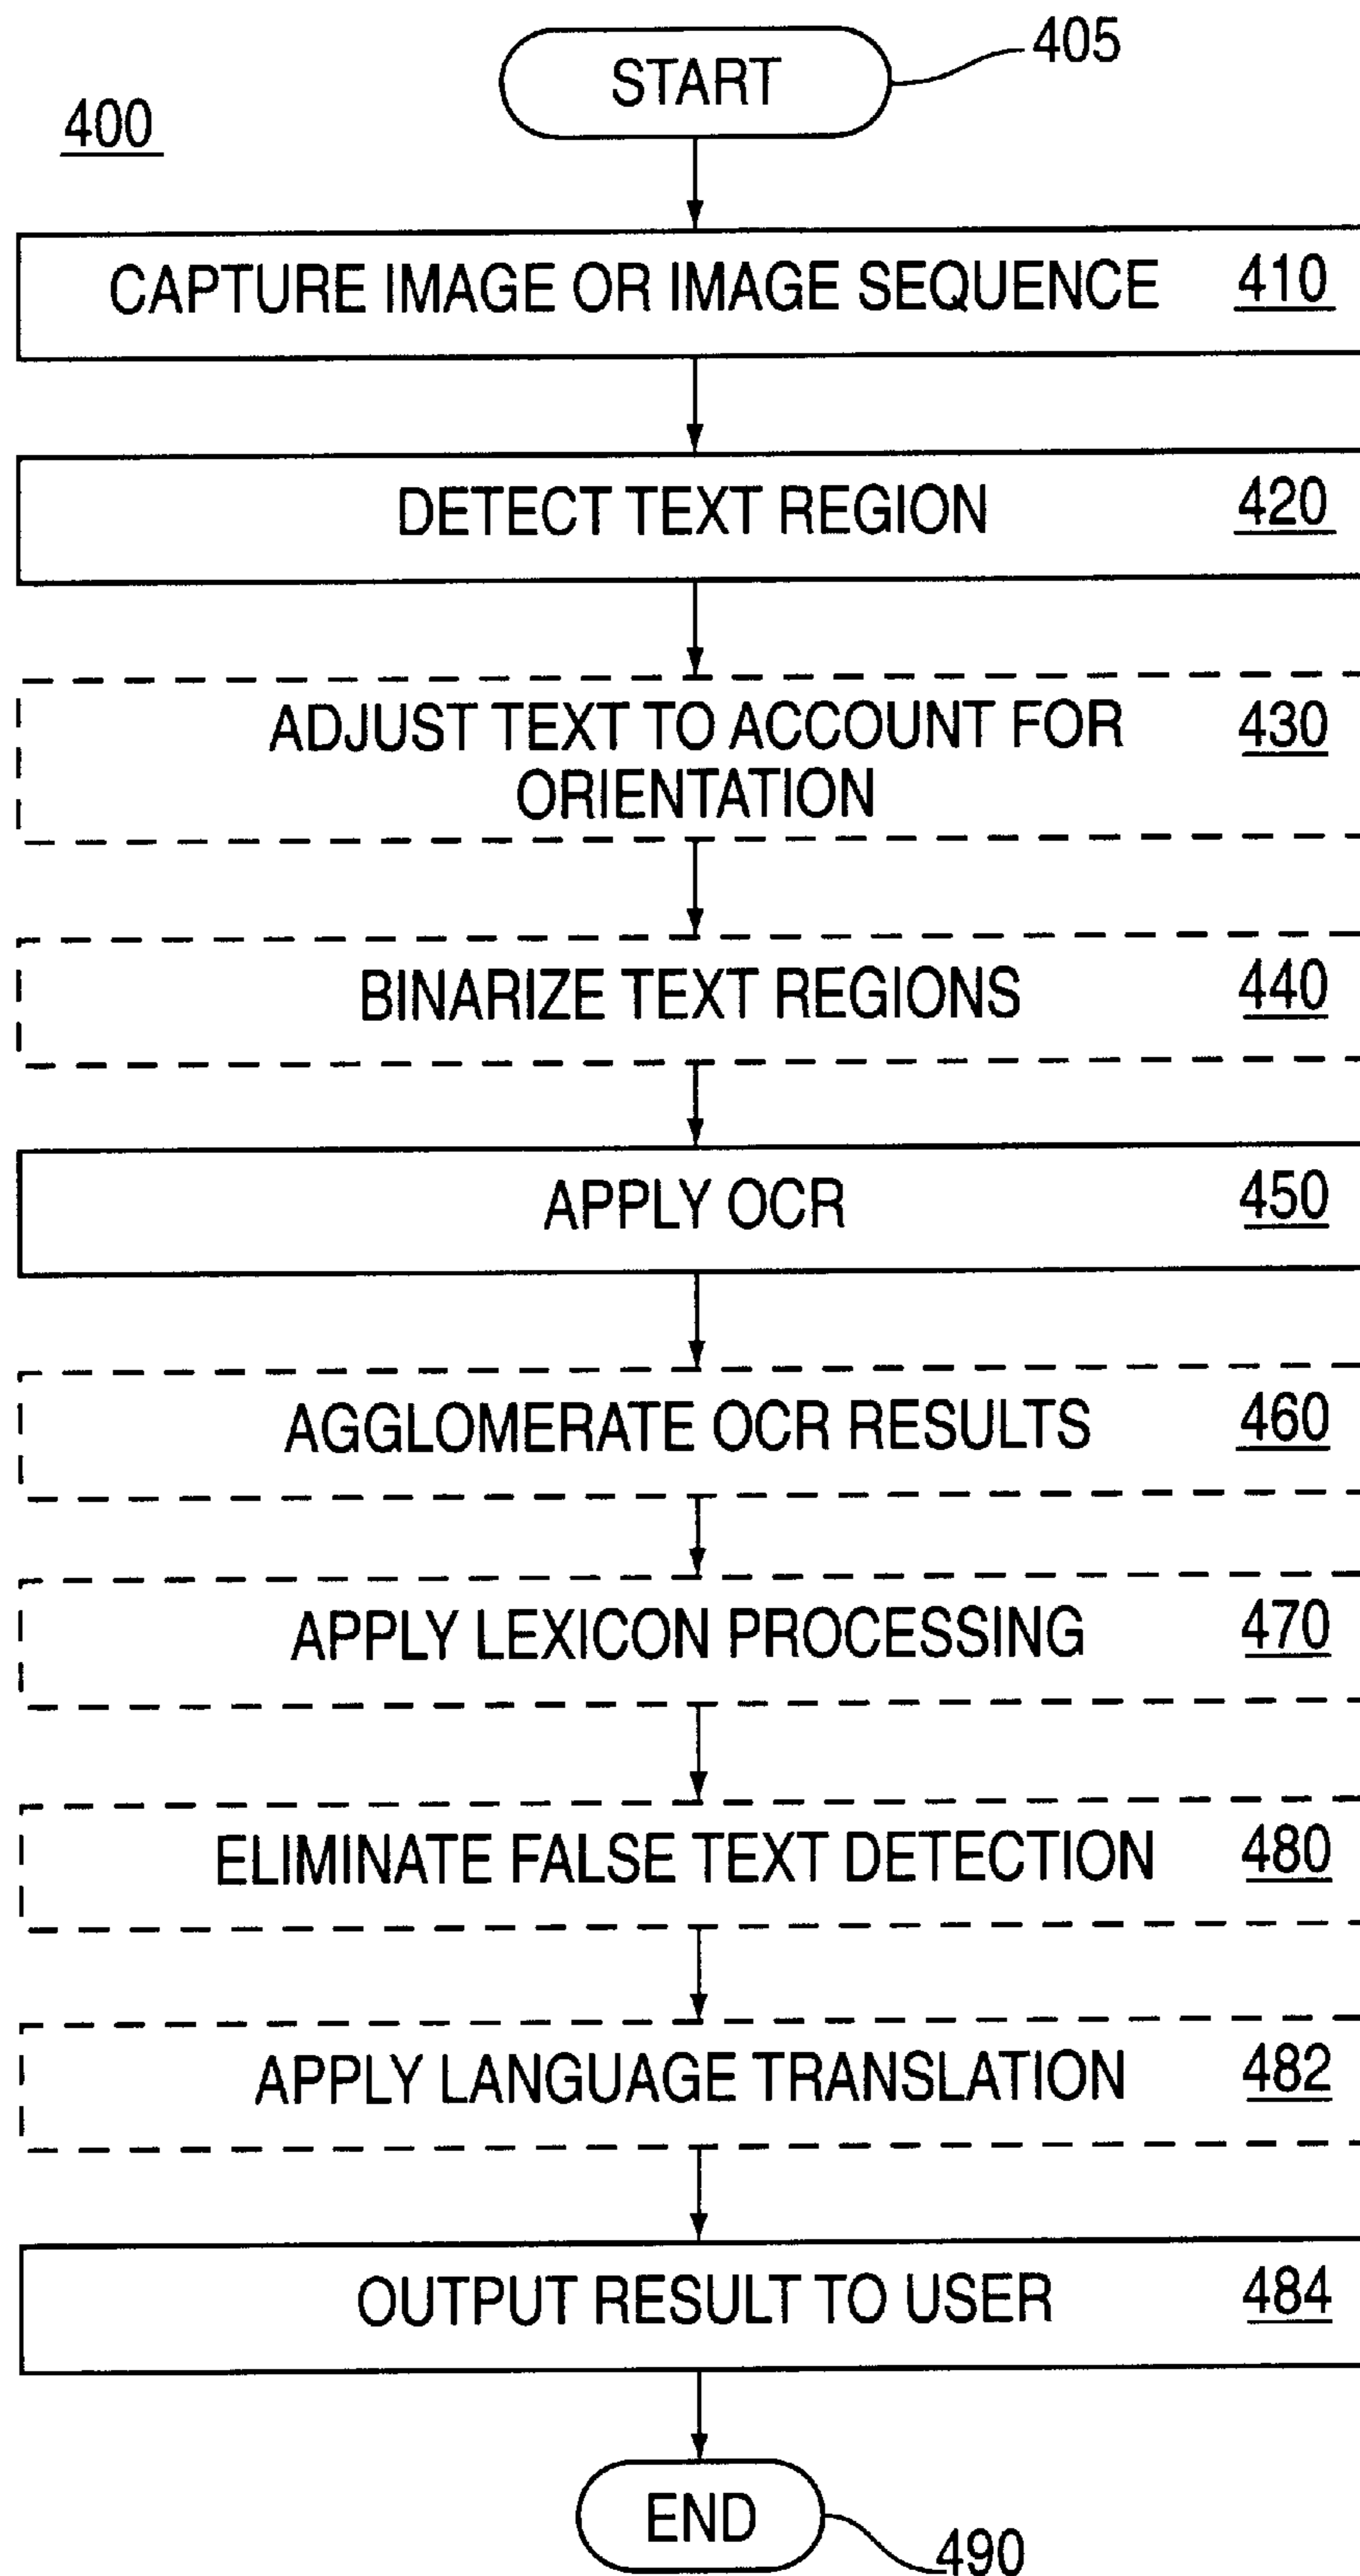 START 405
400
CAPTURE IMAGE OR IMAGE SEQUENCE 410
DETECT TEXT REGION 420
ADJUST TEXT TO ACCOUNT FOR 430
ORIENTATION
BINARIZE TEXT REGIONS 440
APPLY OCR 450
AGGLOMERATE OCR RESULTS 460
APPLY LEXICON PROCESSING 470
ELIMINATE FALSE TEXT DETECTION 480
APPLY LANGUAGE TRANSLATION 482
OUTPUT RESULT TO USER 484
END 490